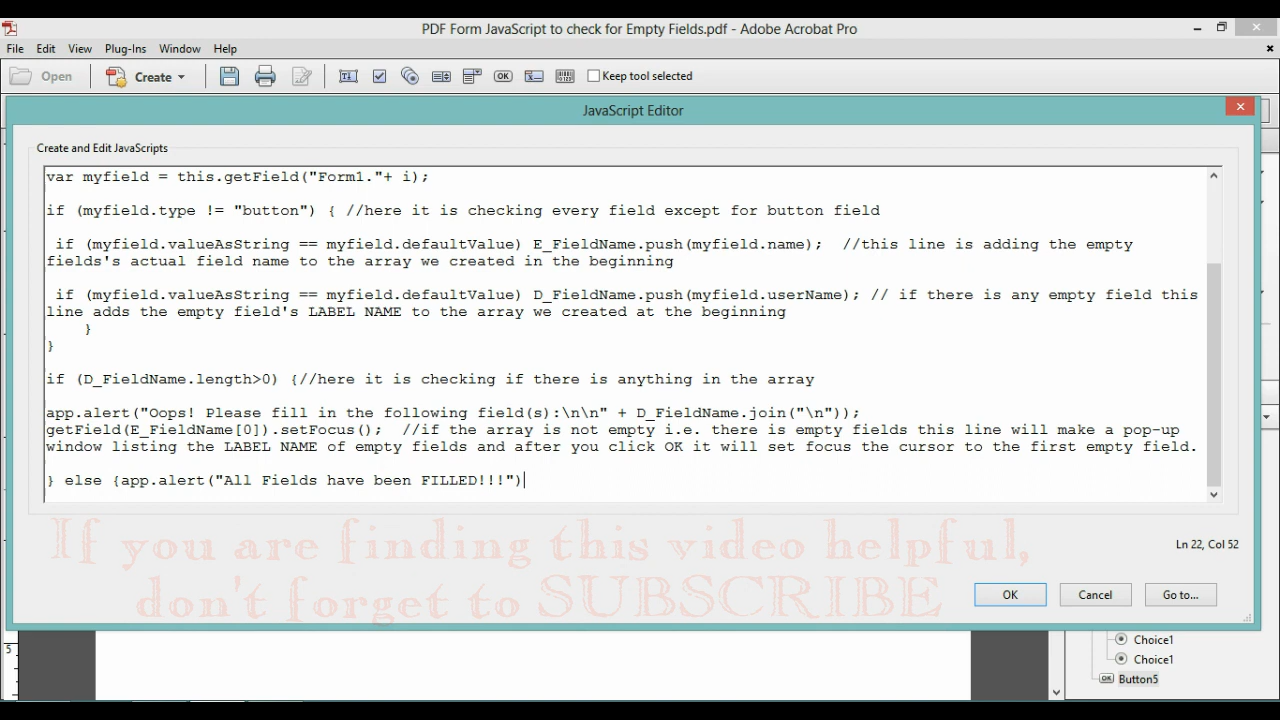 PDF Form JavaScript to check for Empty Fields.pdf - Adobe Acrobat Pro
File Edit View Plug-Ins Window Help
Open Create Keep tool selected
JavaScript Editor
Create and Edit JavaScripts
var myfield = this.getField("Form1."+ i);
if (myfield.type != "button") { //here it is checking every field except for button field
if (myfield.valueAsString == myfield.defaultValue) E_FieldName.push(myfield.name); //this line is adding the empty
fields's actual field name to the array we created in the beginning
if (myfield.valueAsString == myfield.defaultValue) D_FieldName.push(myfield.userName); // if there is any empty field this
line adds the empty field's LABEL NAME to the array we created at the beginning
}
}
if (D_FieldName.length>0) {//here it is checking if there is anything in the array
app.alert("Oops! Please fill in the following field(s):\n\n" + D_FieldName.join("\n"));
getField(E_FieldName[0]).setFocus(); //if the array is not empty i.e. there is empty fields this line will make a pop-up
window listing the LABEL NAME of empty fields and after you click OK it will set focus the cursor to the first empty field.
} else {app.alert("All Fields have been FILLED!!!")
If you are finding this video helpful,
don't forget to SUBSCRIBE
Ln 22, Col 52
OK Cancel Go to...
5
Choice1
Choice1
OK Button5